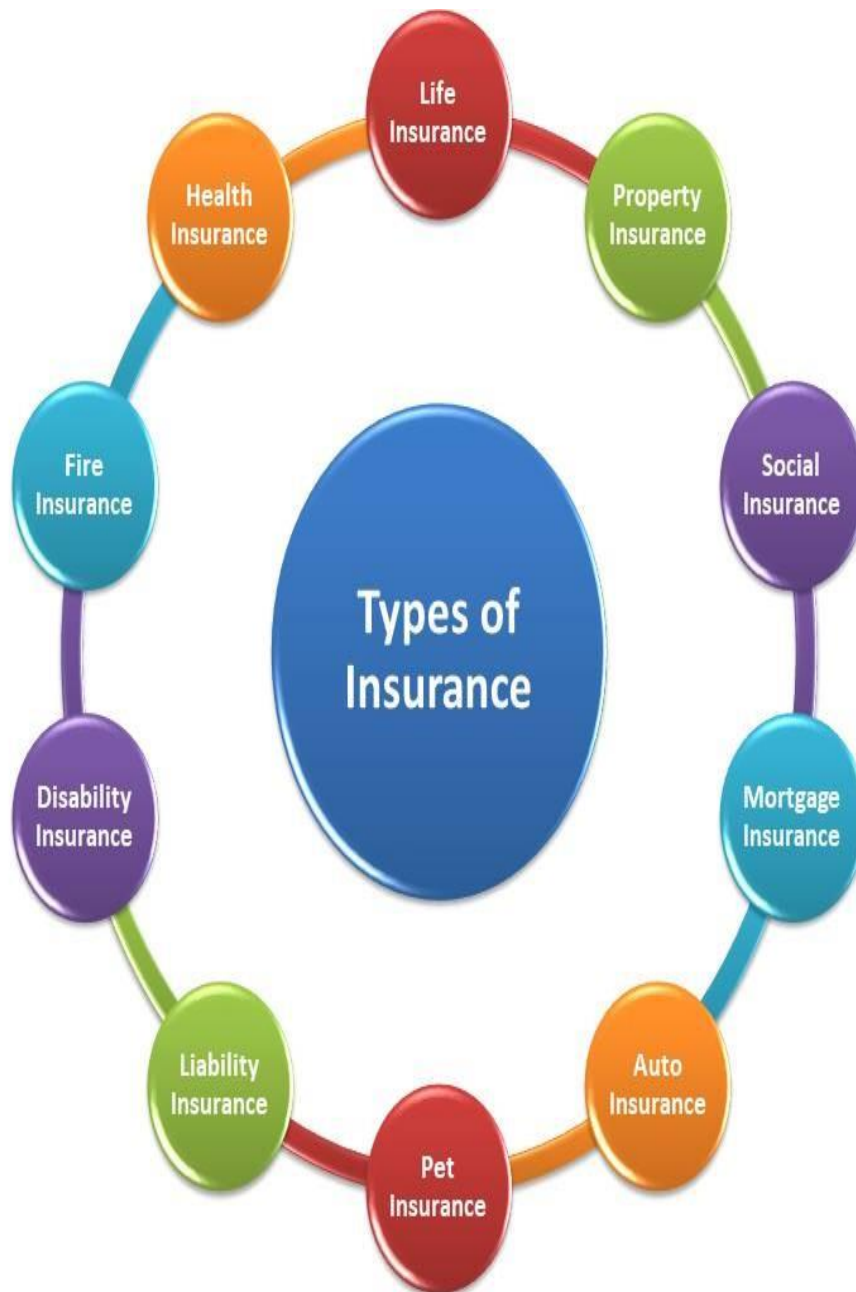 Life
Insurance
Property
Insurance
Social
Insurance
Mortgage
Insurance
Auto
Insurance
Pet
Insurance
Liability
Insurance
Disability
Insurance
Fire
Insurance
Health
Insurance
Types of
Insurance